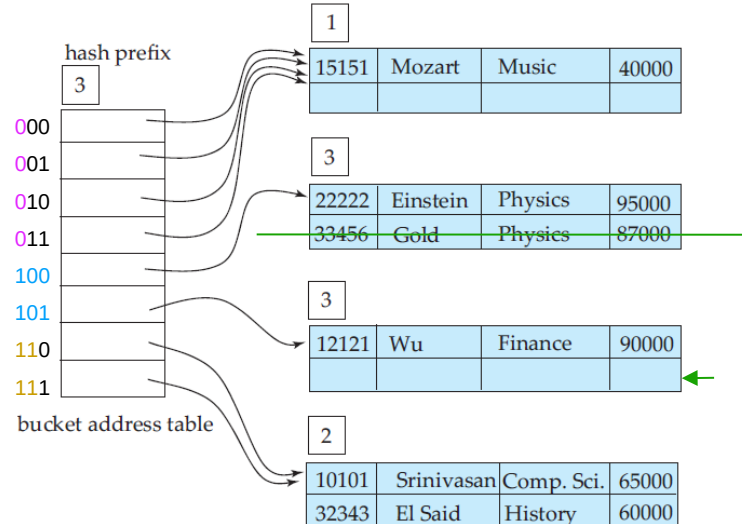 hash prefix
3
000
001
010
011
100
101
110
111
bucket address table
1
15151 Mozart Music 40000
3
22222 Einstein Physics 95000
33456 Gold Physics 87000
3
12121 Wu Finance 90000
2
10101 Srinivasan Comp. Sci. 65000
32343 El Said History 60000